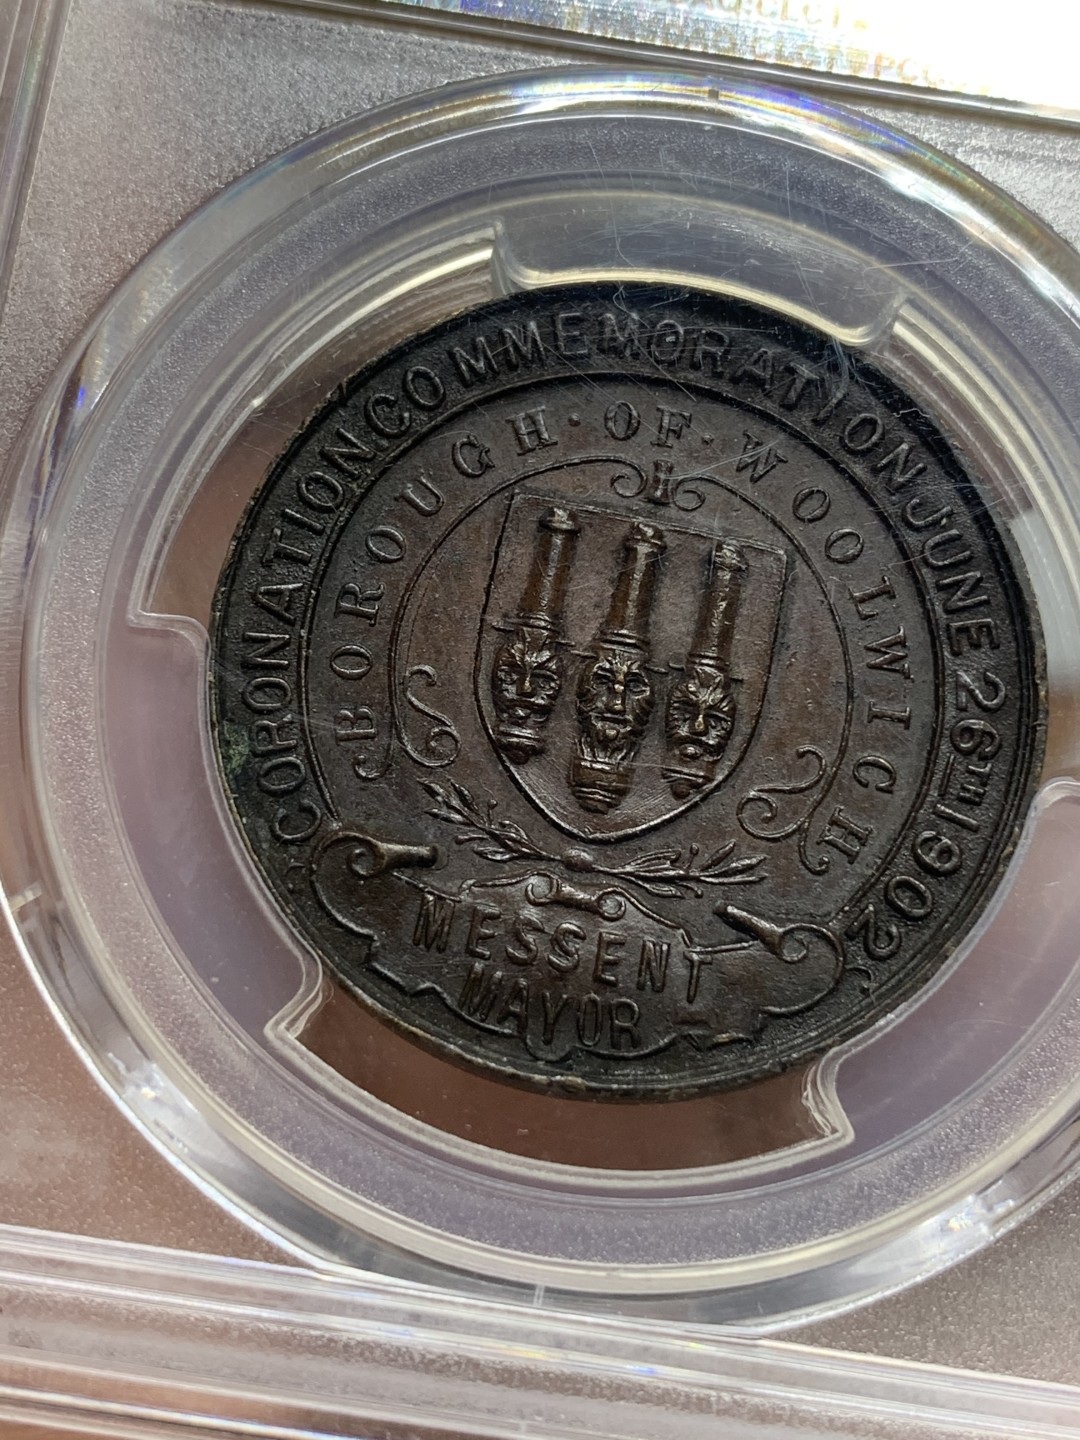 CORONATION COMMEMORATION JUNE 26TH 1902
BOROUGH · OF · WOOLWICH
MESSENT
MAYOR